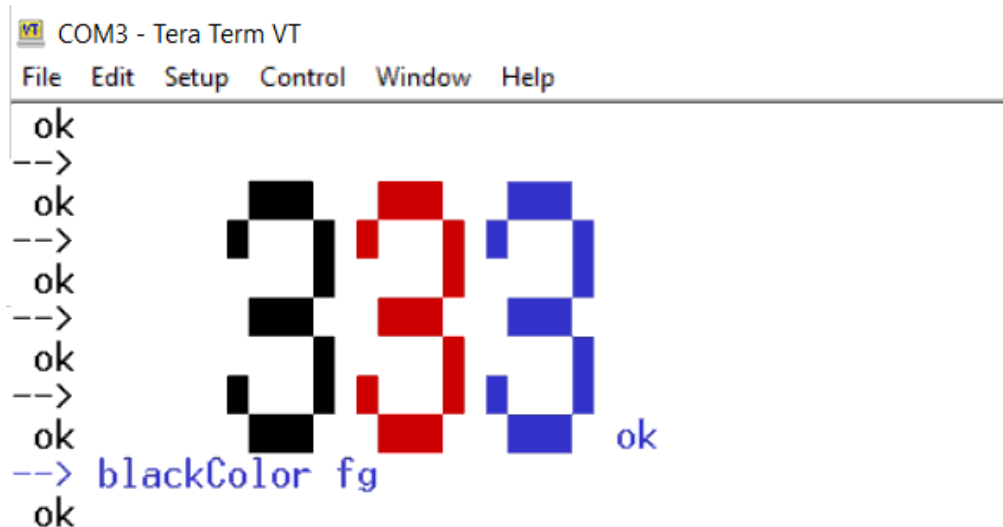 COM3 - Tera Term VT
File Edit Setup Control Window Help
ok
-->
ok
-->
ok
-->
ok
-->
333
ok ok
--> blackColor fg
ok